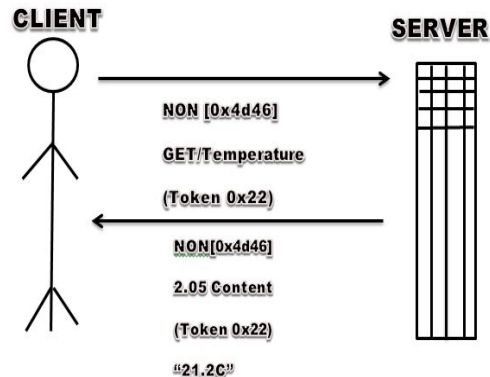 CLIENT
SERVER
NON [0x4d46]
GET/Temperature
(Token 0x22)
NON[0x4d46]
2.05 Content
(Token 0x22)
“21.2C”